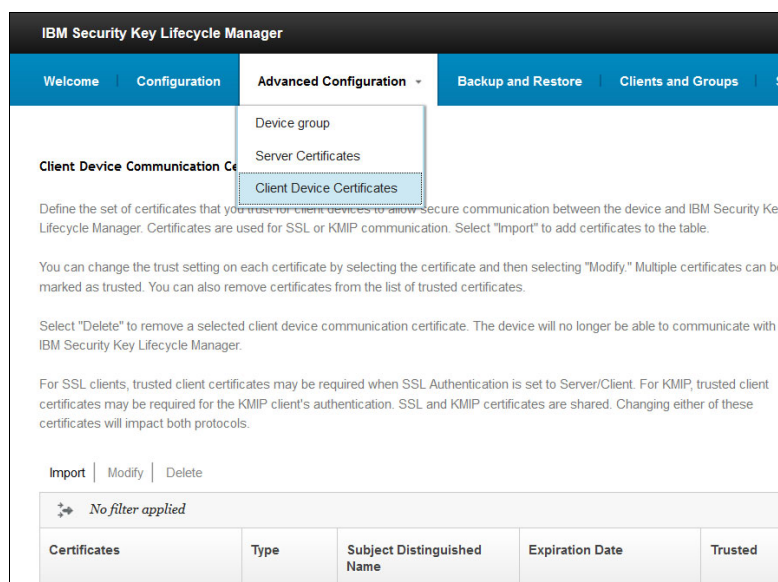 IBM Security Key Lifecycle Manager
Welcome Configuration Advanced Configuration Backup and Restore Clients and Groups
Device group
Server Certificates
Client Device Certificates
Client Device Communication Ce
Define the set of certificates that you trust for client devices to allow secure communication between the device and IBM Security Ke
Lifecycle Manager. Certificates are used for SSL or KMIP communication. Select "Import" to add certificates to the table.
You can change the trust setting on each certificate by selecting the certificate and then selecting "Modify." Multiple certificates can be
marked as trusted. You can also remove certificates from the list of trusted certificates.
Select "Delete" to remove a selected client device communication certificate. The device will no longer be able to communicate with
IBM Security Key Lifecycle Manager.
For SSL clients, trusted client certificates may be required when SSL Authentication is set to Server/Client. For KMIP, trusted client
certificates may be required for the KMIP client's authentication. SSL and KMIP certificates are shared. Changing either of these
certificates will impact both protocols.
Import Modify Delete
No filter applied
Certificates Type Subject Distinguished Expiration Date Trusted
Name